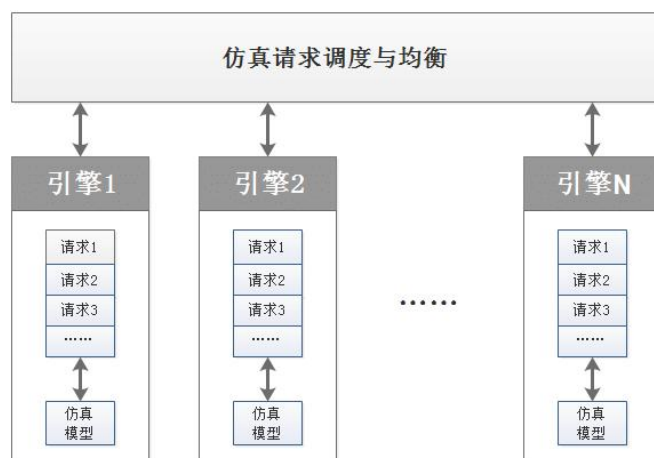 仿真请求调度与均衡
引擎1
引擎2
引擎N
请求1
请求2
请求3
……
请求1
请求2
请求3
……
……
请求1
请求2
请求3
……
仿真
模型
仿真
模型
仿真
模型